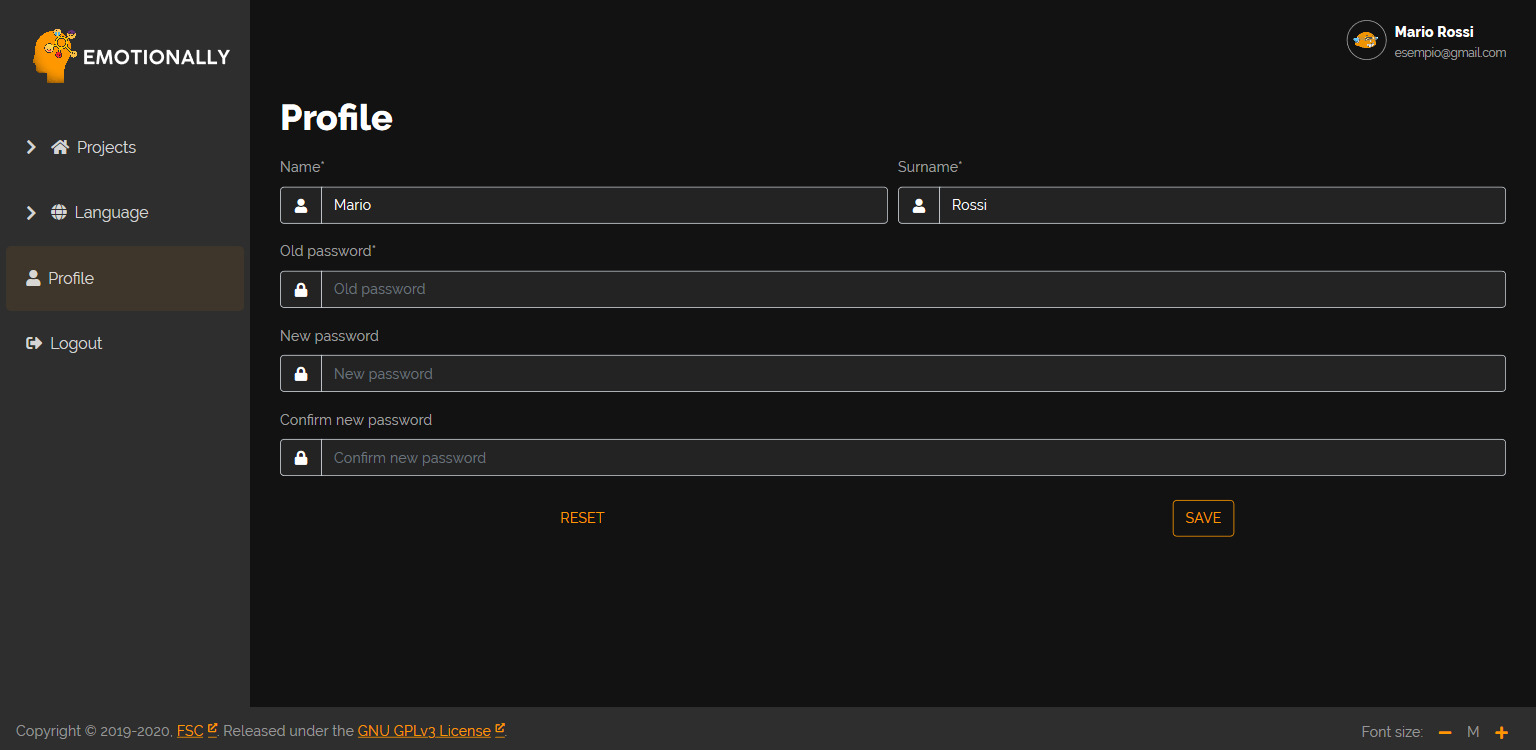 EMOTIONALLY
Mario Rossi
esempio@gmail.com
Projects
Language
Profile
Logout
Profile
Name*
Surname*
Mario
Rossi
Old password*
Old password
New password
New password
Confirm new password
Confirm new password
RESET
SAVE
Copyright © 2019-2020, FSC. Released under the GNU GPLv3 License.
Font size: − M +